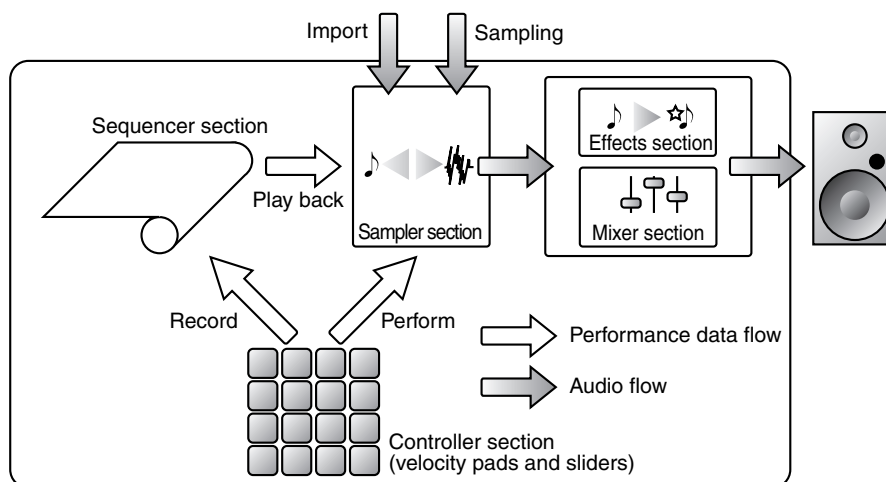 Import
Sampling
Sequencer section
Play back
Sampler section
Effects section
Mixer section
Record
Perform
Performance data flow
Audio flow
Controller section
(velocity pads and sliders)